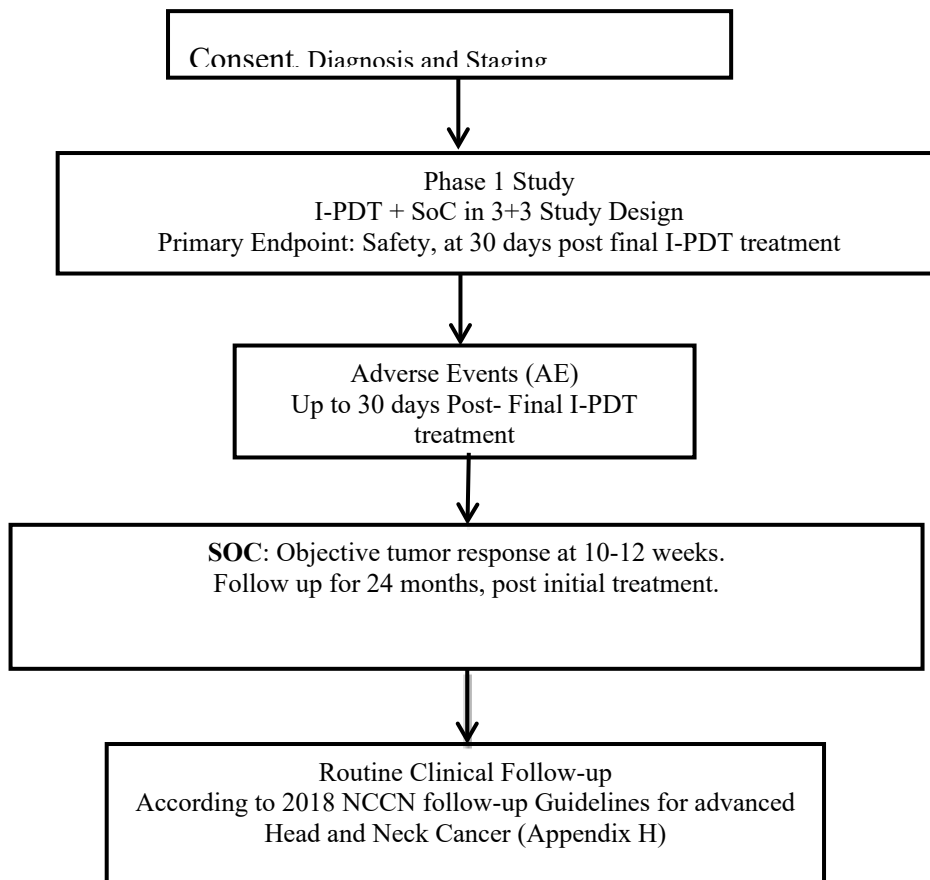 Consent, Diagnosis and Staging
Phase 1 Study
I-PDT + SoC in 3+3 Study Design
Primary Endpoint: Safety, at 30 days post final I-PDT treatment
Adverse Events (AE)
Up to 30 days Post- Final I-PDT
treatment
SOC: Objective tumor response at 10-12 weeks.
Follow up for 24 months, post initial treatment.
Routine Clinical Follow-up
According to 2018 NCCN follow-up Guidelines for advanced
Head and Neck Cancer (Appendix H)